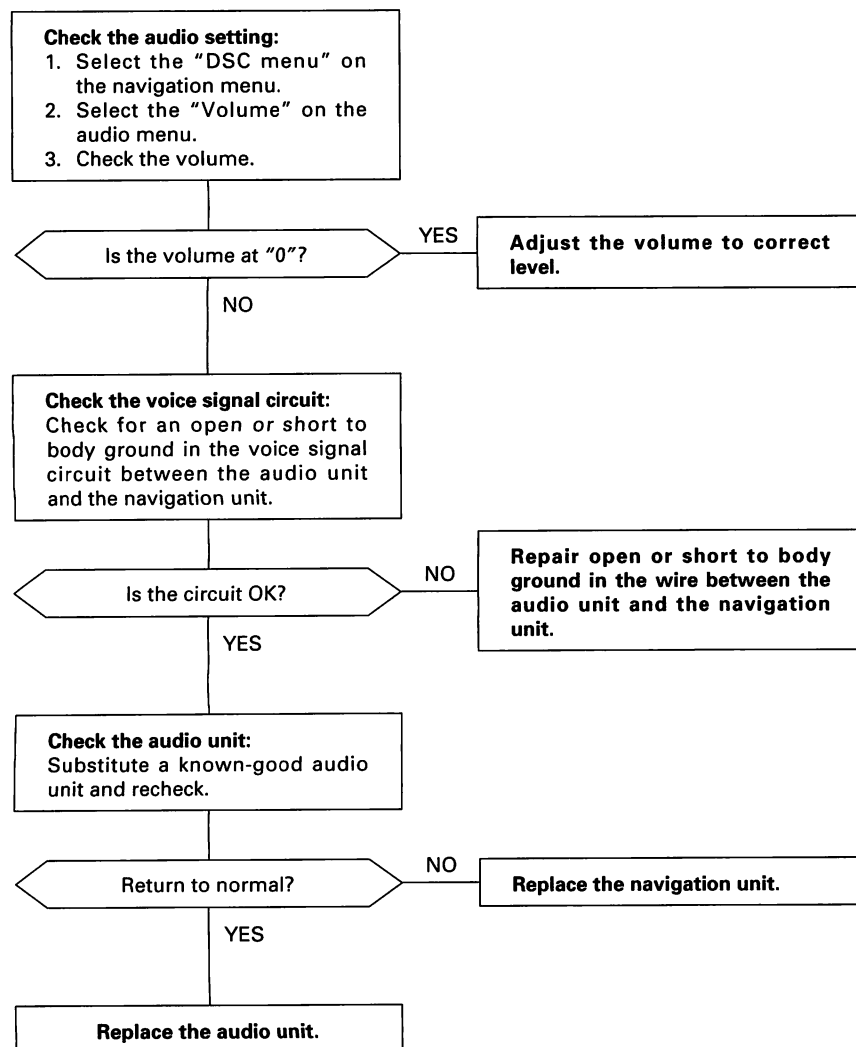 Check the audio setting:
1. Select the “DSC menu” on
the navigation menu.
2. Select the “Volume” on the
audio menu.
3. Check the volume.
Is the volume at “0”?
YES
Adjust the volume to correct
level.
NO
Check the voice signal circuit:
Check for an open or short to
body ground in the voice signal
circuit between the audio unit
and the navigation unit.
Is the circuit OK?
NO
Repair open or short to body
ground in the wire between the
audio unit and the navigation
unit.
YES
Check the audio unit:
Substitute a known-good audio
unit and recheck.
Return to normal?
NO
Replace the navigation unit.
YES
Replace the audio unit.